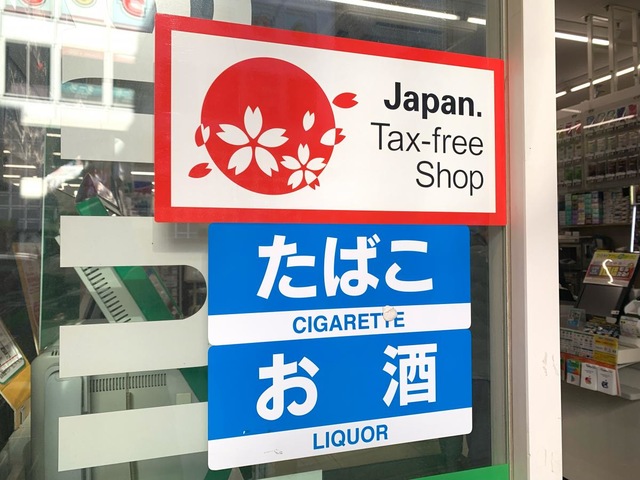 Japan.
Tax-free
Shop
たばこ
CIGARETTE
お酒
LIQUOR